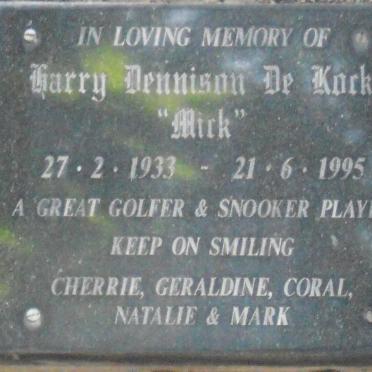 IN LOVING MEMORY OF
Harry Dennison De Kock
"Mick"
27 · 2 · 1933 - 21 · 6 · 1995
A GREAT GOLFER & SNOOKER PLAYE
KEEP ON SMILING
CHERRIE, GERALDINE, CORAL,
NATALIE & MARK